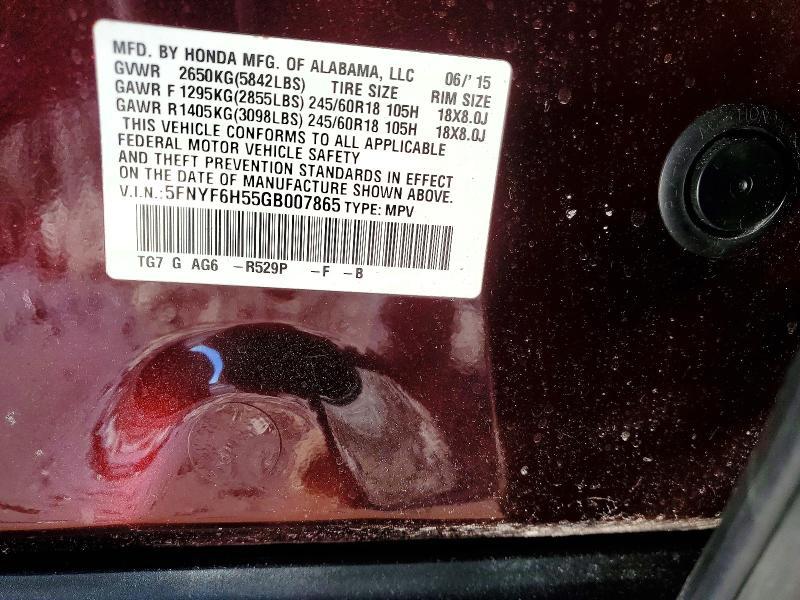 MFD. BY HONDA MFG. OF ALABAMA, LLC 06/'15
GVWR 2650KG(5842LBS) TIRE SIZE RIM SIZE
GAWR F 1295KG(2855LBS) 245/60R18 105H 18X8.0J
GAWR R1405KG(3098LBS) 245/60R18 105H 18X8.0J
THIS VEHICLE CONFORMS TO ALL APPLICABLE
FEDERAL MOTOR VEHICLE SAFETY
AND THEFT PREVENTION STANDARDS IN EFFECT
ON THE DATE OF MANUFACTURE SHOWN ABOVE.
V.I.N.:5FNYF6H55GB007865 TYPE: MPV
TG7 G AG6 -R529P -F -B